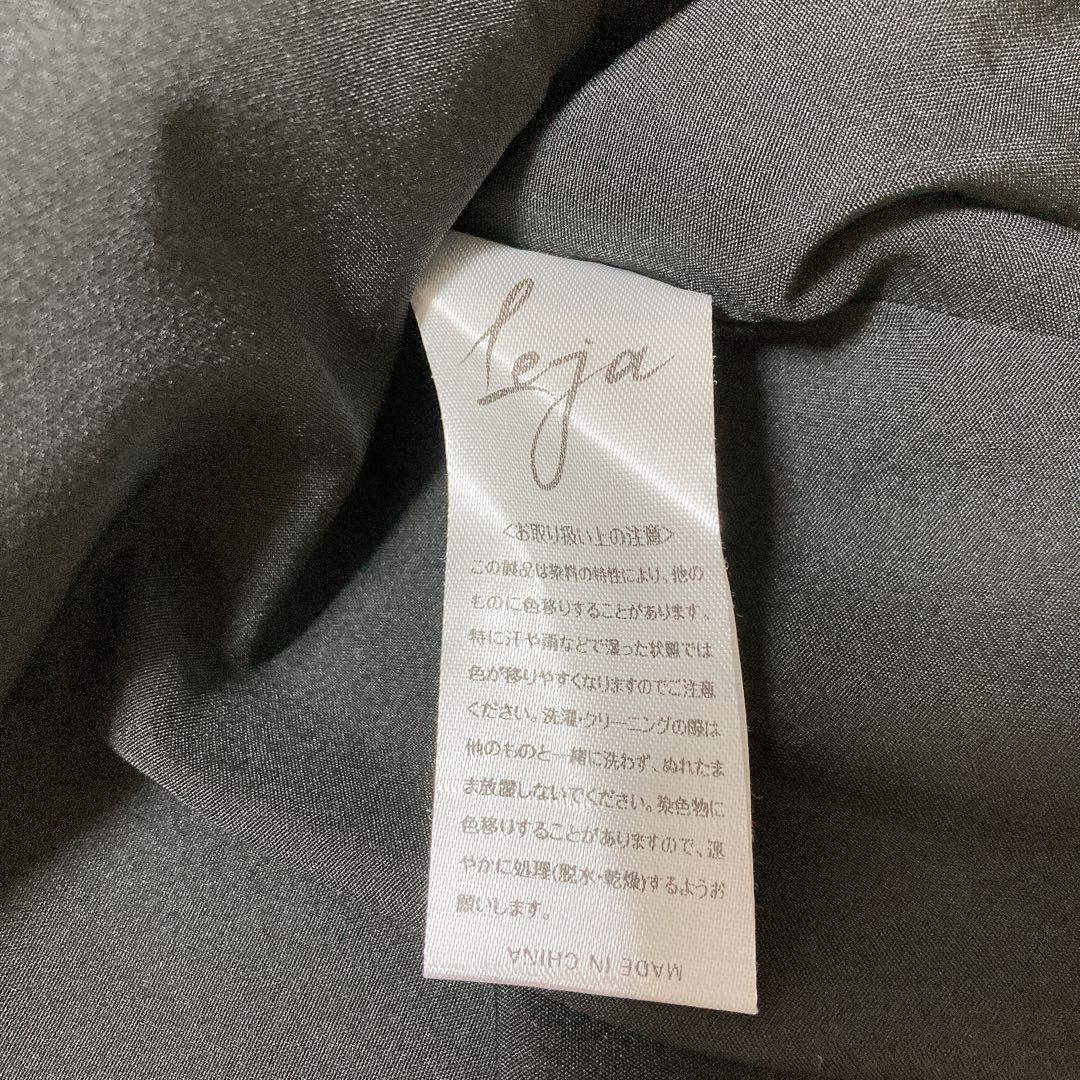 leja
<お取り扱い上の注意>
この製品は染料の特性により、他の
ものに色移りすることがあります。
特に汗や雨などで湿った状態では
色が移りやすくなりますのでご注意
ください。洗濯・クリーニングの際は
他のものと一緒に洗わず、ぬれたま
ま放置しないでください。染色物に
色移りすることがありますので、速
やかに処理(脱水・乾燥)するようお
願いします。
MADE IN CHINA